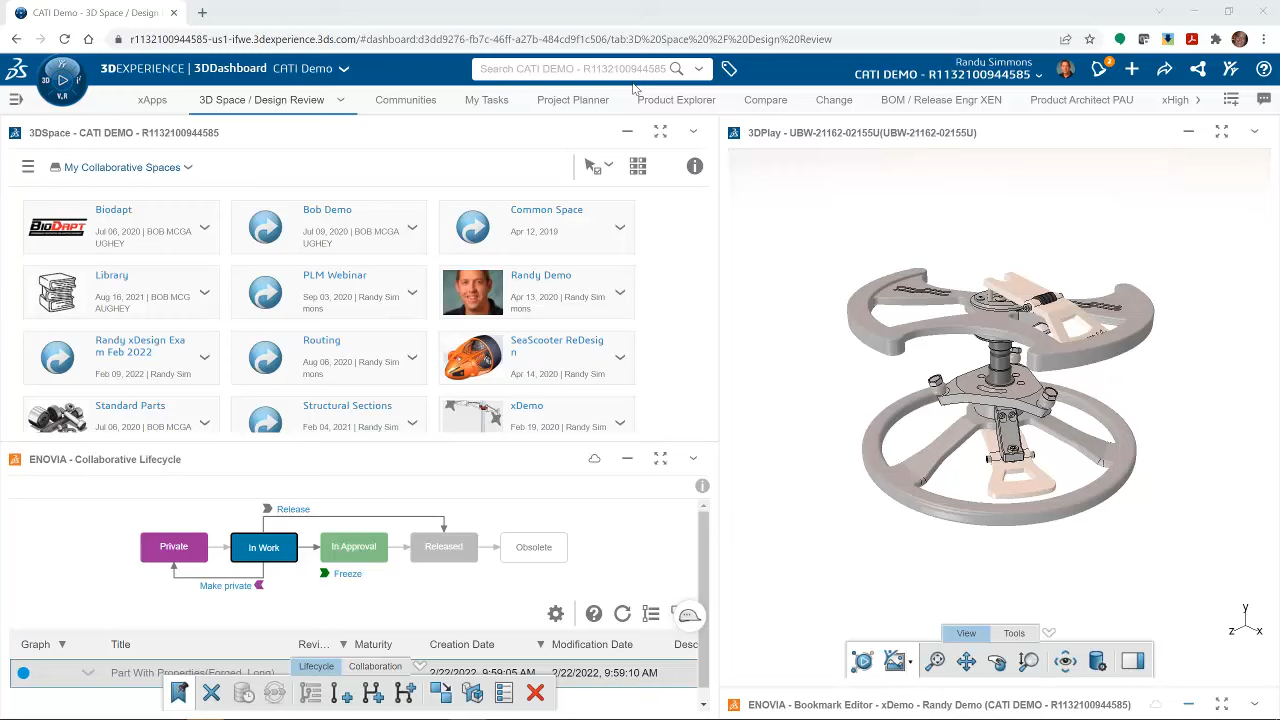 CATI Demo - 3D Space / Design
r1132100944585-us1-ifwe.3dexperience.3ds.com/#dashboard:d3dd9276-fb7c-46ff-a27b-484cd9f1c506/tab:3D%20Space%20%2F%20Design%20Review
3DEXPERIENCE | 3DDashboard CATI Demo
Search CATI DEMO - R1132100944585
Randy Simmons
CATI DEMO - R1132100944585
2
3D
V.R
xApps
3D Space / Design Review
Communities
My Tasks
Project Planner
Product Explorer
Compare
Change
BOM / Release Engr XEN
Product Architect PAU
xHigh
3DSpace - CATI DEMO - R1132100944585
3DPlay - UBW-21162-02155U(UBW-21162-02155U)
My Collaborative Spaces
BIODAPT
Biodapt
Jul 06, 2020 | BOB MCGA
UGHEY
Bob Demo
Jul 09, 2020 | BOB MCGA
UGHEY
Common Space
Apr 12, 2019
Library
Aug 16, 2021 | BOB MCG
AUGHEY
PLM Webinar
Sep 03, 2020 | Randy Sim
mons
Randy Demo
Apr 13, 2020 | Randy Sim
mons
Randy xDesign Exa
m Feb 2022
Feb 09, 2022 | Randy Sim
Routing
Aug 06, 2020 | Randy Sim
mons
SeaScooter ReDesig
n
Apr 14, 2020 | Randy Sim
Standard Parts
Jul 06, 2020 | BOB MCGA
Structural Sections
Feb 04, 2021 | Randy Sim
xDemo
Feb 19, 2020 | Randy Sim
ENOVIA - Collaborative Lifecycle
Release
Private
In Work
In Approval
Released
Obsolete
Make private
Freeze
Graph
Title
Revi...
Maturity
Creation Date
Modification Date
Desc
Part With Properties(Forged, Long)
2/22/2022, 9:59:05 AM
2/22/2022, 9:59:10 AM
Lifecycle
Collaboration
View
Tools
Y
Z
X
ENOVIA - Bookmark Editor - xDemo - Randy Demo (CATI DEMO - R1132100944585)